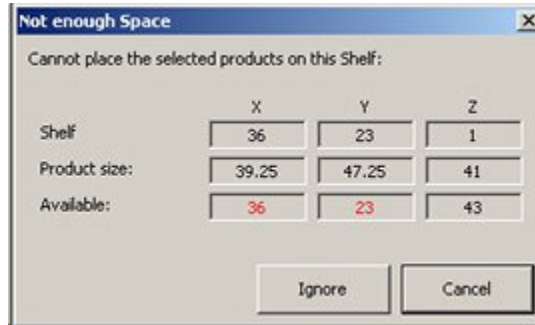 Not enough Space
Cannot place the selected products on this Shelf:
X Y Z
Shelf 36 23 1
Product size: 39.25 47.25 41
Available: 36 23 43
Ignore Cancel